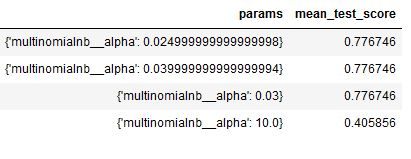 params mean_test_score
{'multinomialnb__alpha': 0.024999999999999998} 0.776746
{'multinomialnb__alpha': 0.039999999999999994} 0.776746
{'multinomialnb__alpha': 0.03} 0.776746
{'multinomialnb__alpha': 10.0} 0.405856